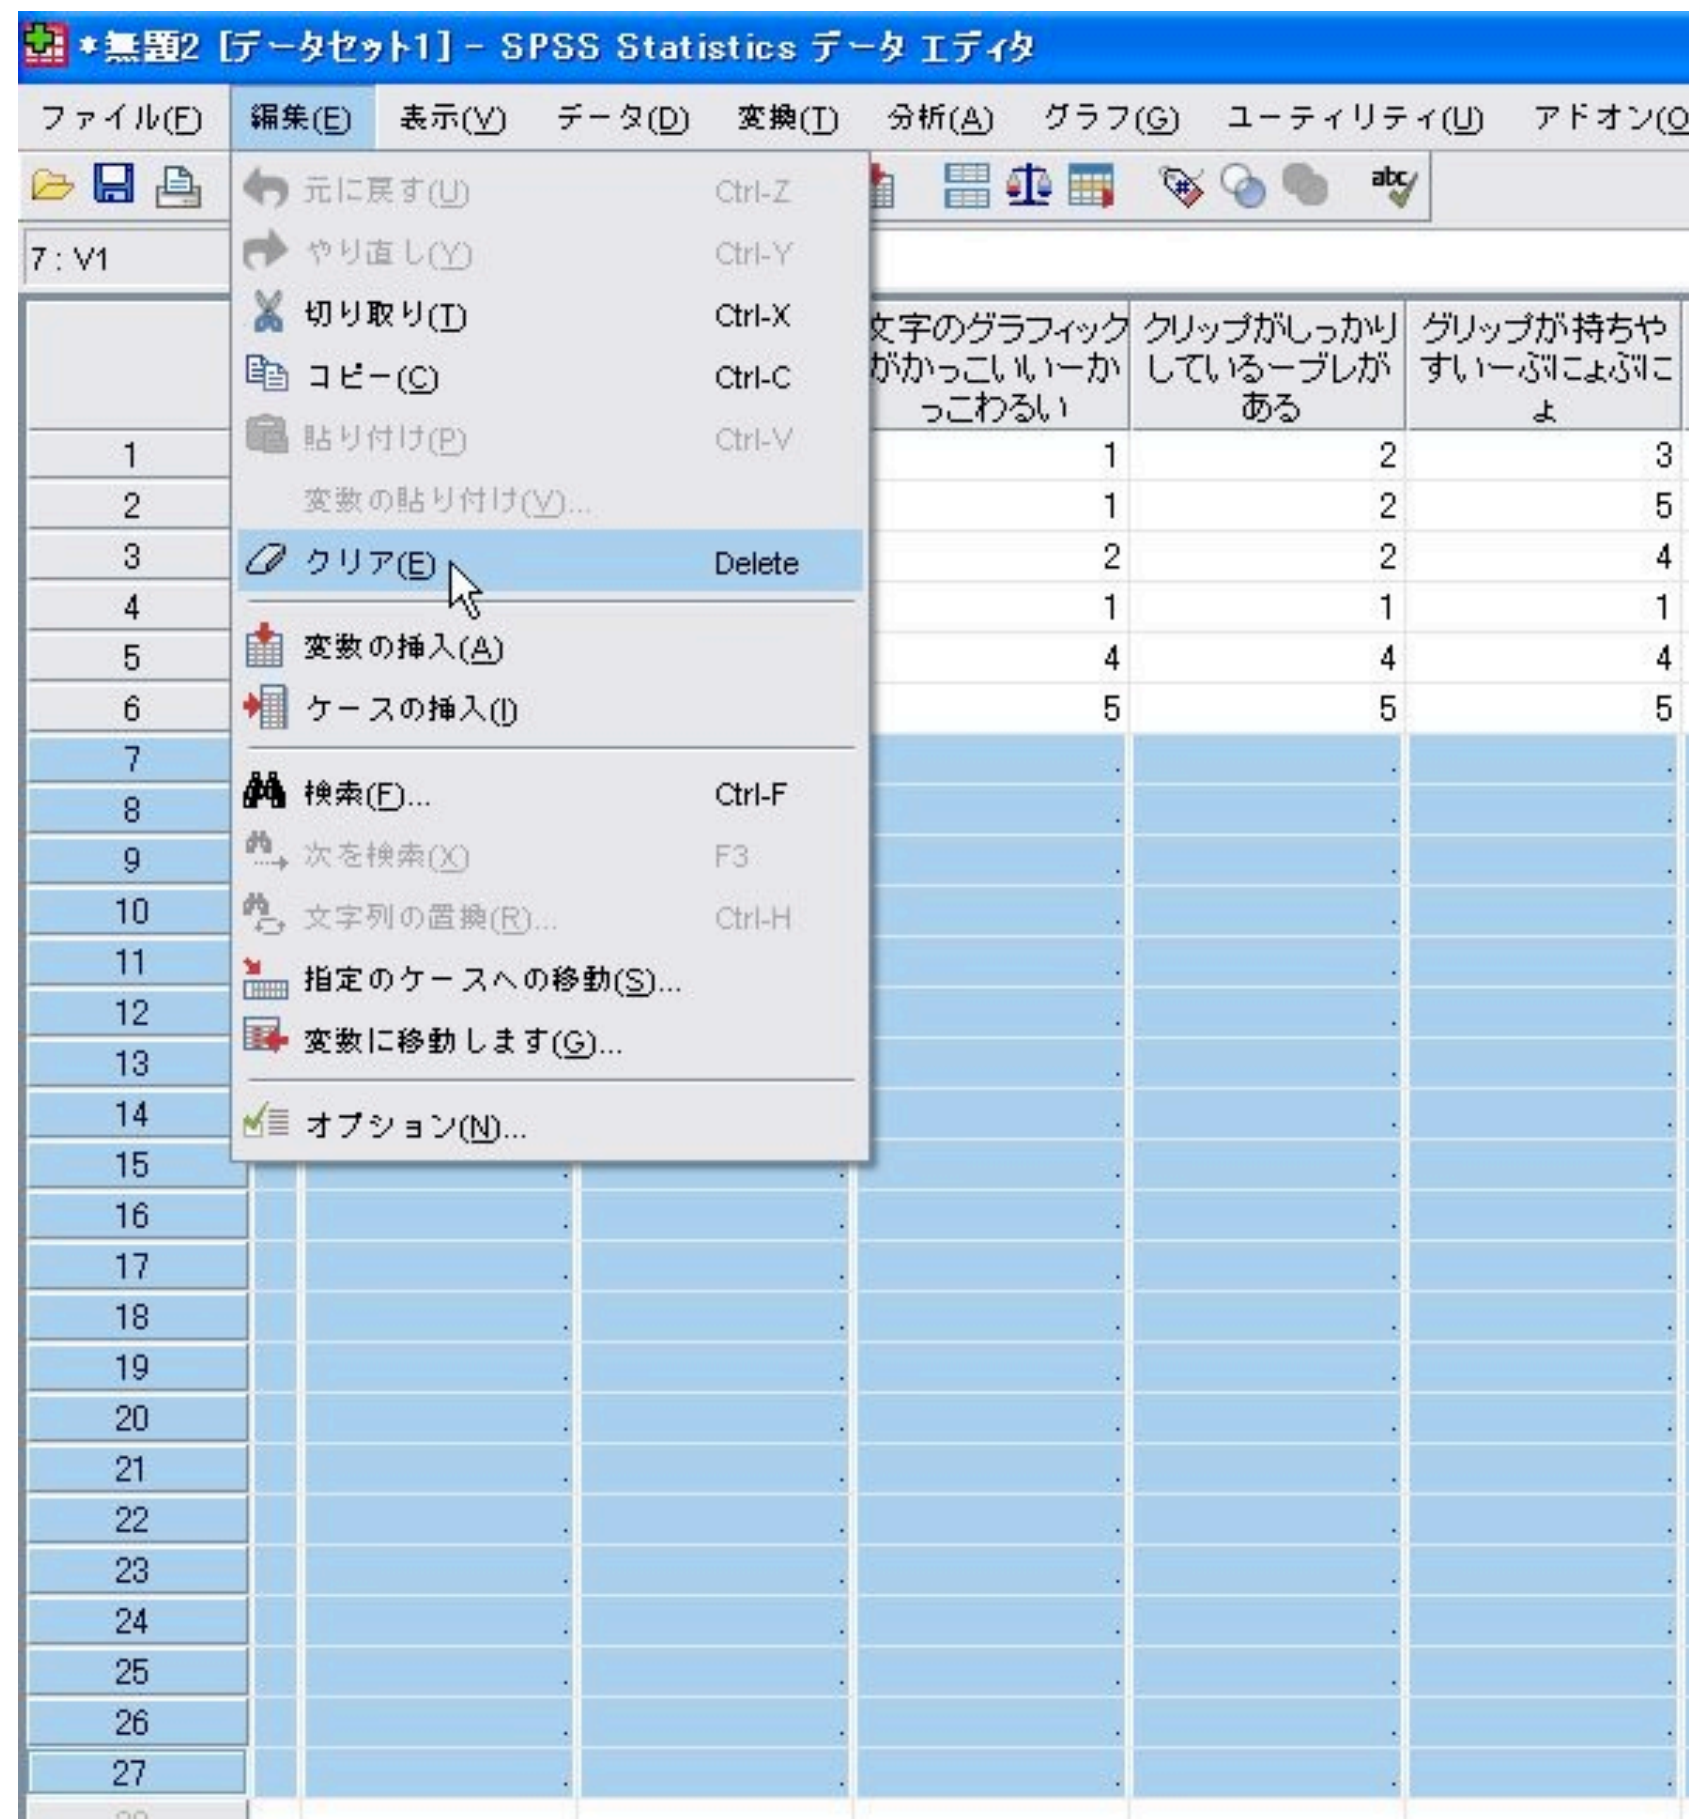 *無題2 [データセット1] - SPSS Statistics データ エディタ
ファイル(F) 編集(E) 表示(V) データ(D) 変換(T) 分析(A) グラフ(G) ユーティリティ(U) アドオン(O
abc
7 : V1
元に戻す(U) Ctrl-Z
やり直し(Y) Ctrl-Y
切り取り(T) Ctrl-X
コピー(C) Ctrl-C
貼り付け(P) Ctrl-V
変数の貼り付け(V)...
クリア(E) Delete
変数の挿入(A)
ケースの挿入(I)
検索(F)... Ctrl-F
次を検索(X) F3
文字列の置換(R)... Ctrl-H
指定のケースへの移動(S)...
変数に移動します(G)...
オプション(N)...
文字のグラフィック
がかっこいいーか
っこわるい
クリップがしっかり
しているーブレが
ある
グリップが持ちや
すいーぶにょぶに
ょ
1 1 2 3
2 1 2 5
3 2 2 4
4 1 1 1
5 4 4 4
6 5 5 5
7 . . .
8 . . .
9 . . .
10 . . .
11 . . .
12 . . .
13 . . .
14 . . .
15 . . . . .
16 . . . . .
17 . . . . .
18 . . . . .
19 . . . . .
20 . . . . .
21 . . . . .
22 . . . . .
23 . . . . .
24 . . . . .
25 . . . . .
26 . . . . .
27 . . . . .